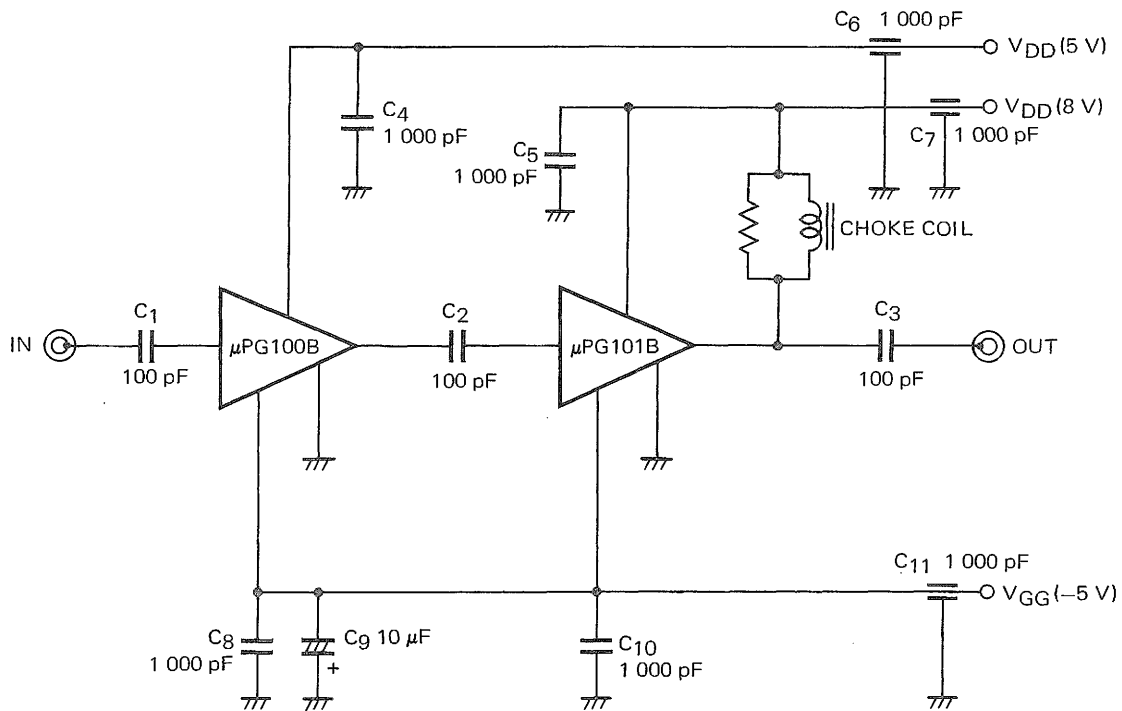 C6 1 000 pF
VDD (5 V)
C4
1 000 pF
VDD (8 V)
C7 1 000 pF
C5
1 000 pF
CHOKE COIL
IN
C1
100 pF
μPG100B
C2
100 pF
μPG101B
C3
100 pF
OUT
C11 1 000 pF
VGG (–5 V)
C8
1 000 pF
C9 10 μF
+
C10
1 000 pF